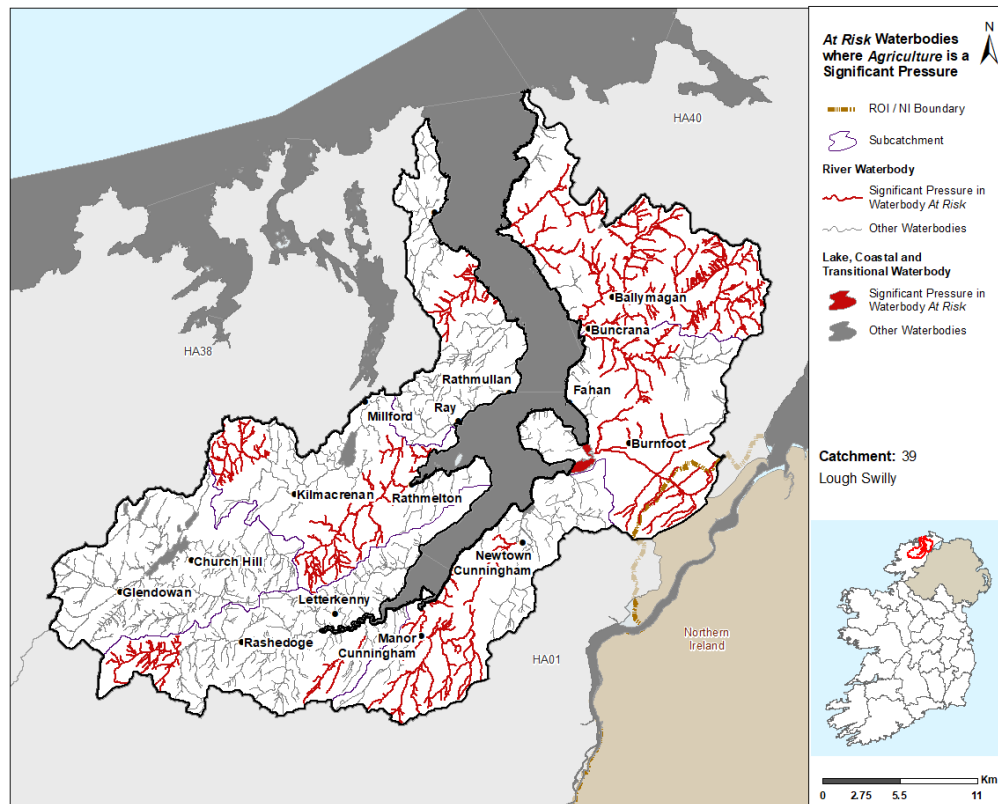 HA40
HA38
Ballymagan
Buncrana
Rathmullan
Fahan
Ray
Millford
Burnfoot
Rathmelton
Kilmacrenan
Newtown
Cunningham
Church Hill
Glendowan
Letterkenny
Manor
Cunningham
Rashedoge
HA01
Northern
Ireland
N
At Risk Waterbodies
where Agriculture is a
Significant Pressure
ROI / NI Boundary
Subcatchment
River Waterbody
Significant Pressure in
Waterbody At Risk
Other Waterbodies
Lake, Coastal and
Transitional Waterbody
Significant Pressure in
Waterbody At Risk
Other Waterbodies
Catchment: 39
Lough Swilly
Km
0 2.75 5.5 11